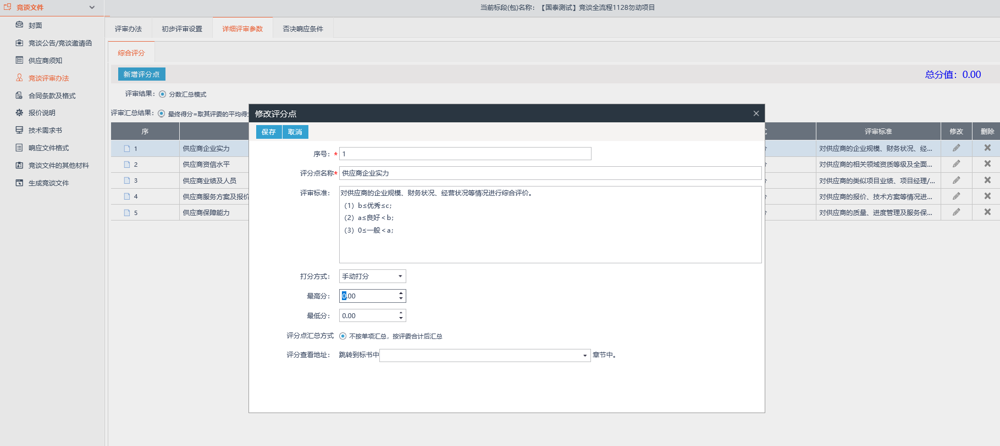 竞谈文件
当前标段(包)名称：【国泰测试】竞谈全流程1128勿动项目
封面
竞谈公告/竞谈邀请函
供应商须知
竞谈评审办法
合同条款及格式
报价说明
技术需求书
响应文件格式
竞谈文件的其他材料
生成竞谈文件
评审办法 初步评审设置 详细评审参数 否决响应条件
综合评分
新增评分点 总分值：0.00
评审结果： 分数汇总模式
评审汇总结果： 最终得分=取其评委的平均得
序 评审标准 修改 删除
1 供应商企业实力 对供应商的企业规模、财务状况、经...
2 供应商资信水平 对供应商的相关领域资质等级及全面...
3 供应商业绩及人员 对供应商的类似项目业绩、项目经理/...
4 供应商服务方案及报价 对供应商的报价、技术方案等情况进...
5 供应商保障能力 对供应商的质量、进度管理及服务保...
修改评分点
保存 取消
序号：* 1
评分点名称* 供应商企业实力
评审标准： 对供应商的企业规模、财务状况、经营状况等情况进行综合评价。
（1）b≤优秀≤c;
（2）a≤良好＜b;
（3）0≤一般＜a;
打分方式： 手动打分
最高分： 0.00
最低分： 0.00
评分点汇总方式 不按单项汇总，按评委合计后汇总
评分查看地址： 跳转到标书中 章节中。